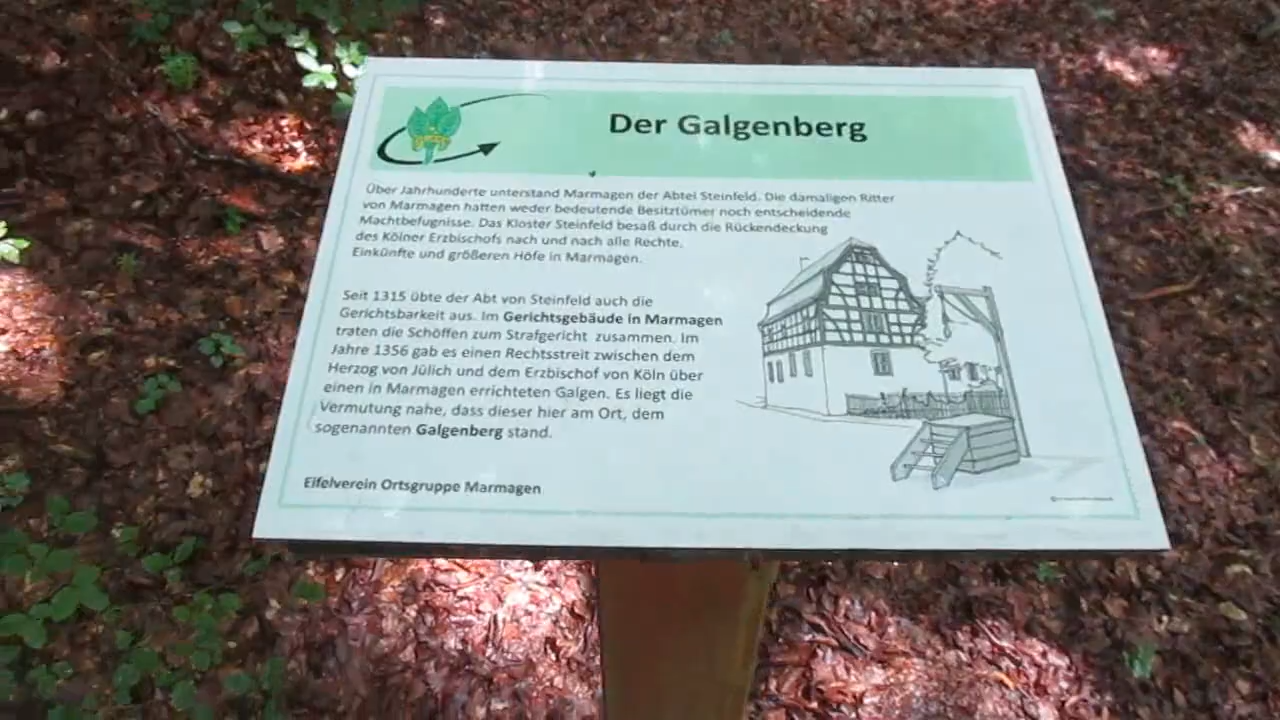 Der Galgenberg
Über Jahrhunderte unterstand Marmagen der Abtei Steinfeld. Die damaligen Ritter
von Marmagen hatten weder bedeutende Besitztümer noch entscheidende
Machtbefugnisse. Das Kloster Steinfeld besaß durch die Rückendeckung
des Kölner Erzbischofs nach und nach alle Rechte,
Einkünfte und größeren Höfe in Marmagen.
Seit 1315 übte der Abt von Steinfeld auch die
Gerichtsbarkeit aus. Im Gerichtsgebäude in Marmagen
traten die Schöffen zum Strafgericht zusammen. Im
Jahre 1356 gab es einen Rechtsstreit zwischen dem
Herzog von Jülich und dem Erzbischof von Köln über
einen in Marmagen errichteten Galgen. Es liegt die
Vermutung nahe, dass dieser hier am Ort, dem
sogenannten Galgenberg stand.
Eifelverein Ortsgruppe Marmagen